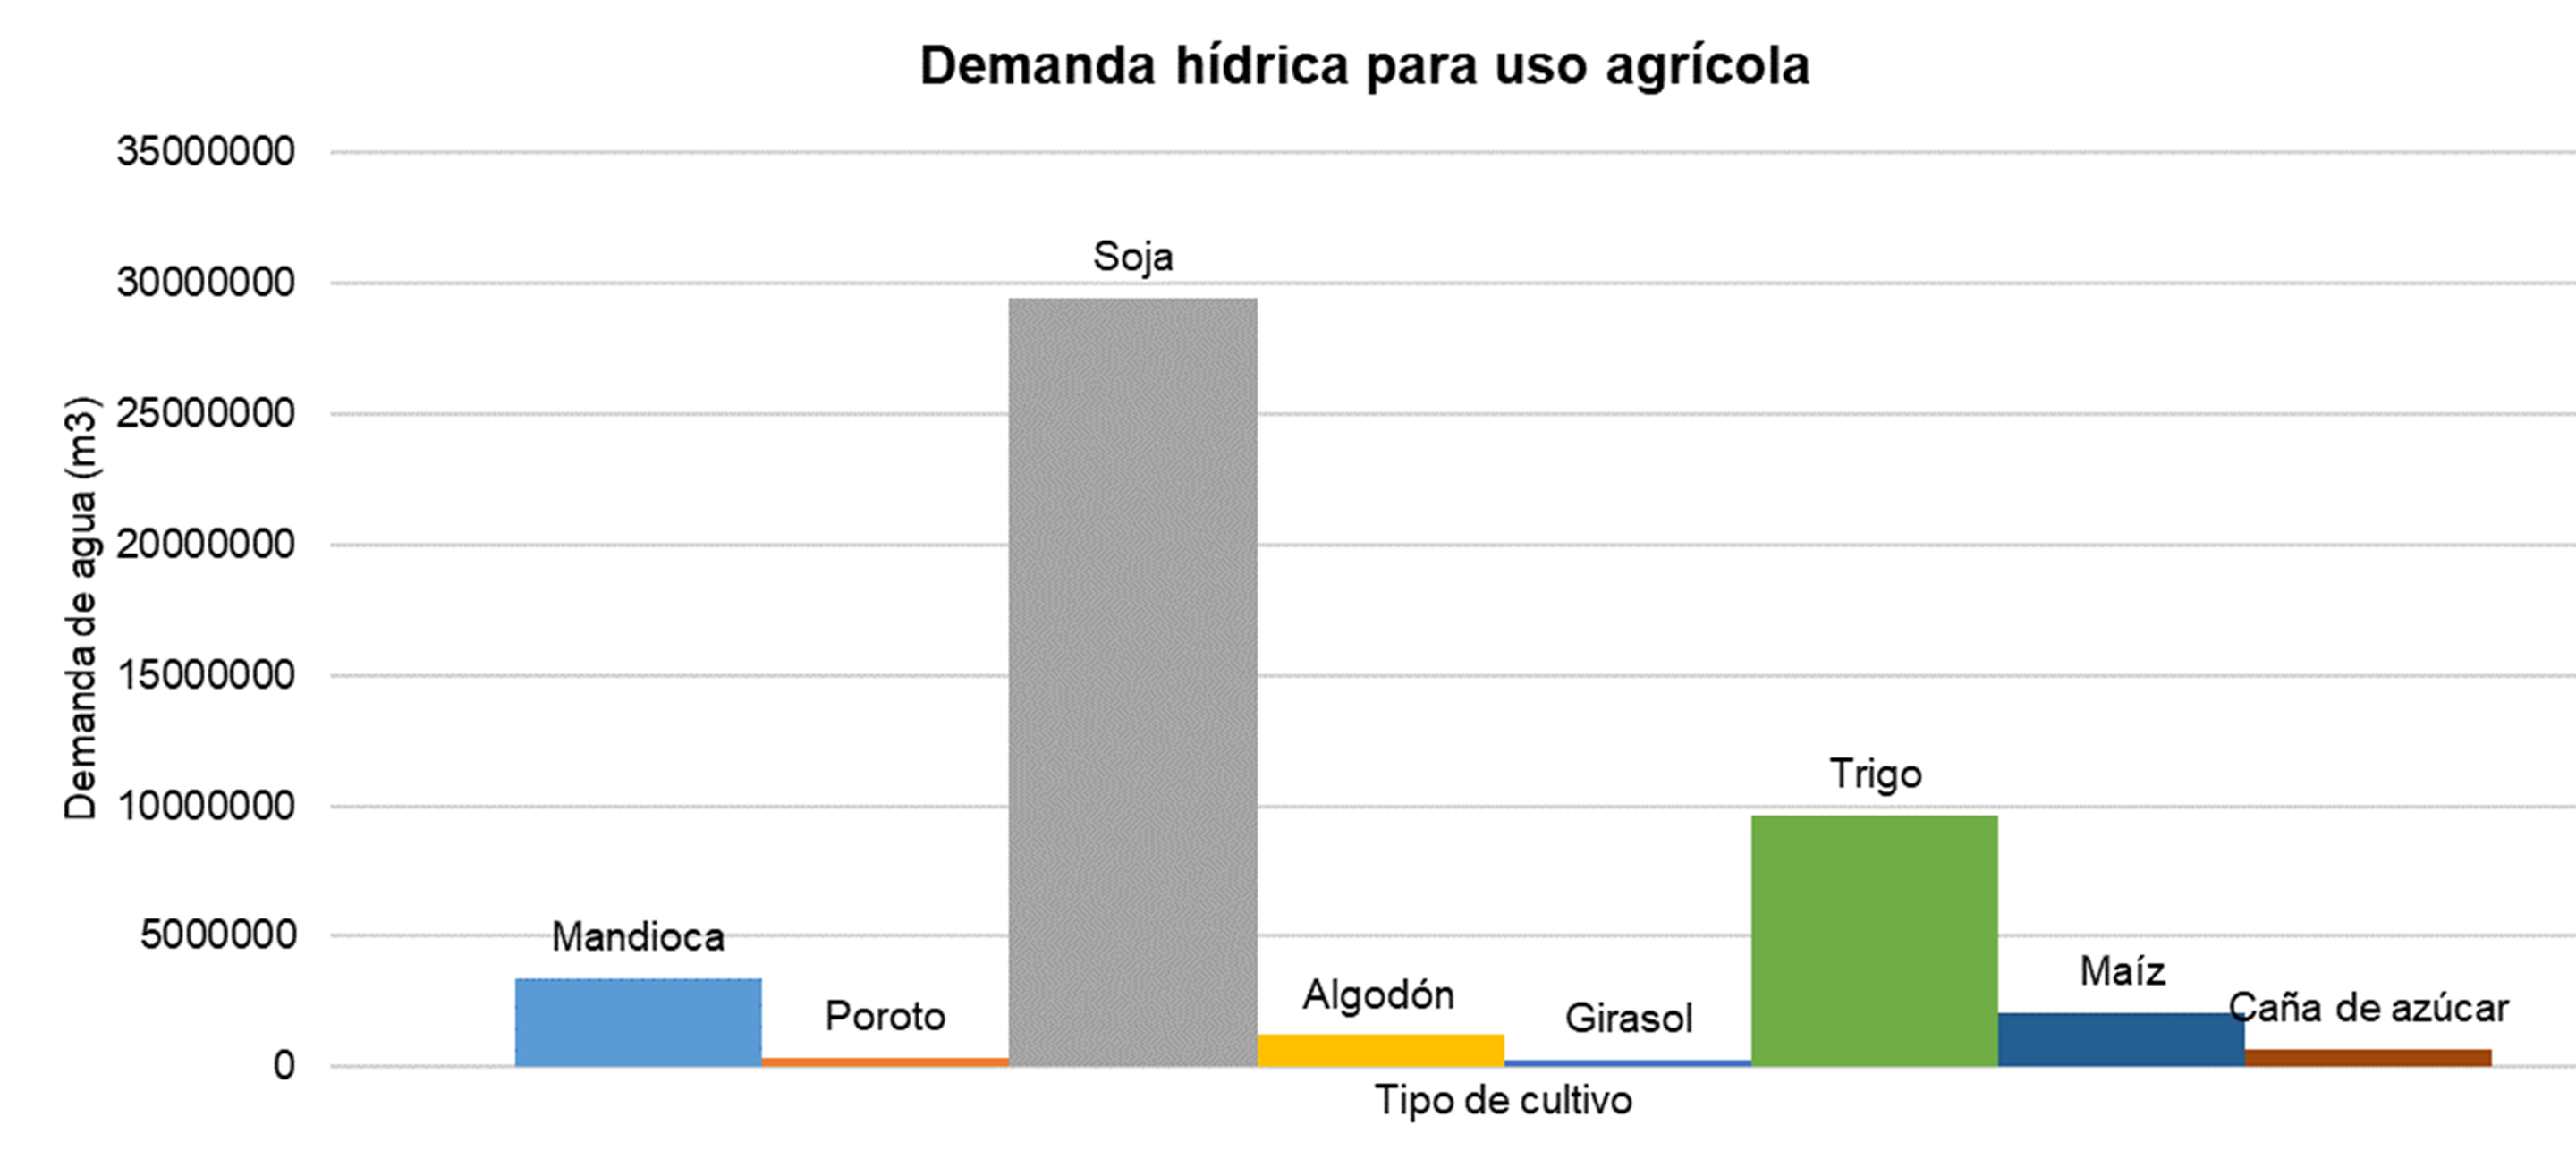 Demanda hídrica para uso agrícola
Demanda de agua (m3)
35000000
30000000
25000000
20000000
15000000
10000000
5000000
0
Mandioca
Poroto
Soja
Algodón
Girasol
Trigo
Maíz
Caña de azúcar
Tipo de cultivo